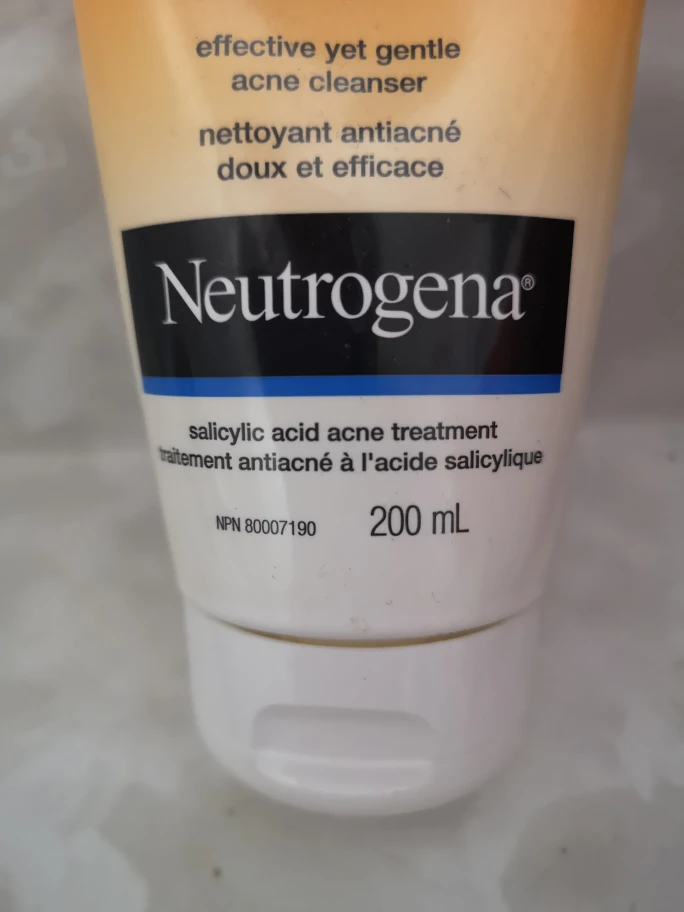 effective yet gentle
acne cleanser
nettoyant antiacné
doux et efficace
Neutrogena®
salicylic acid acne treatment
traitement antiacné à l'acide salicylique
NPN 80007190 200 mL